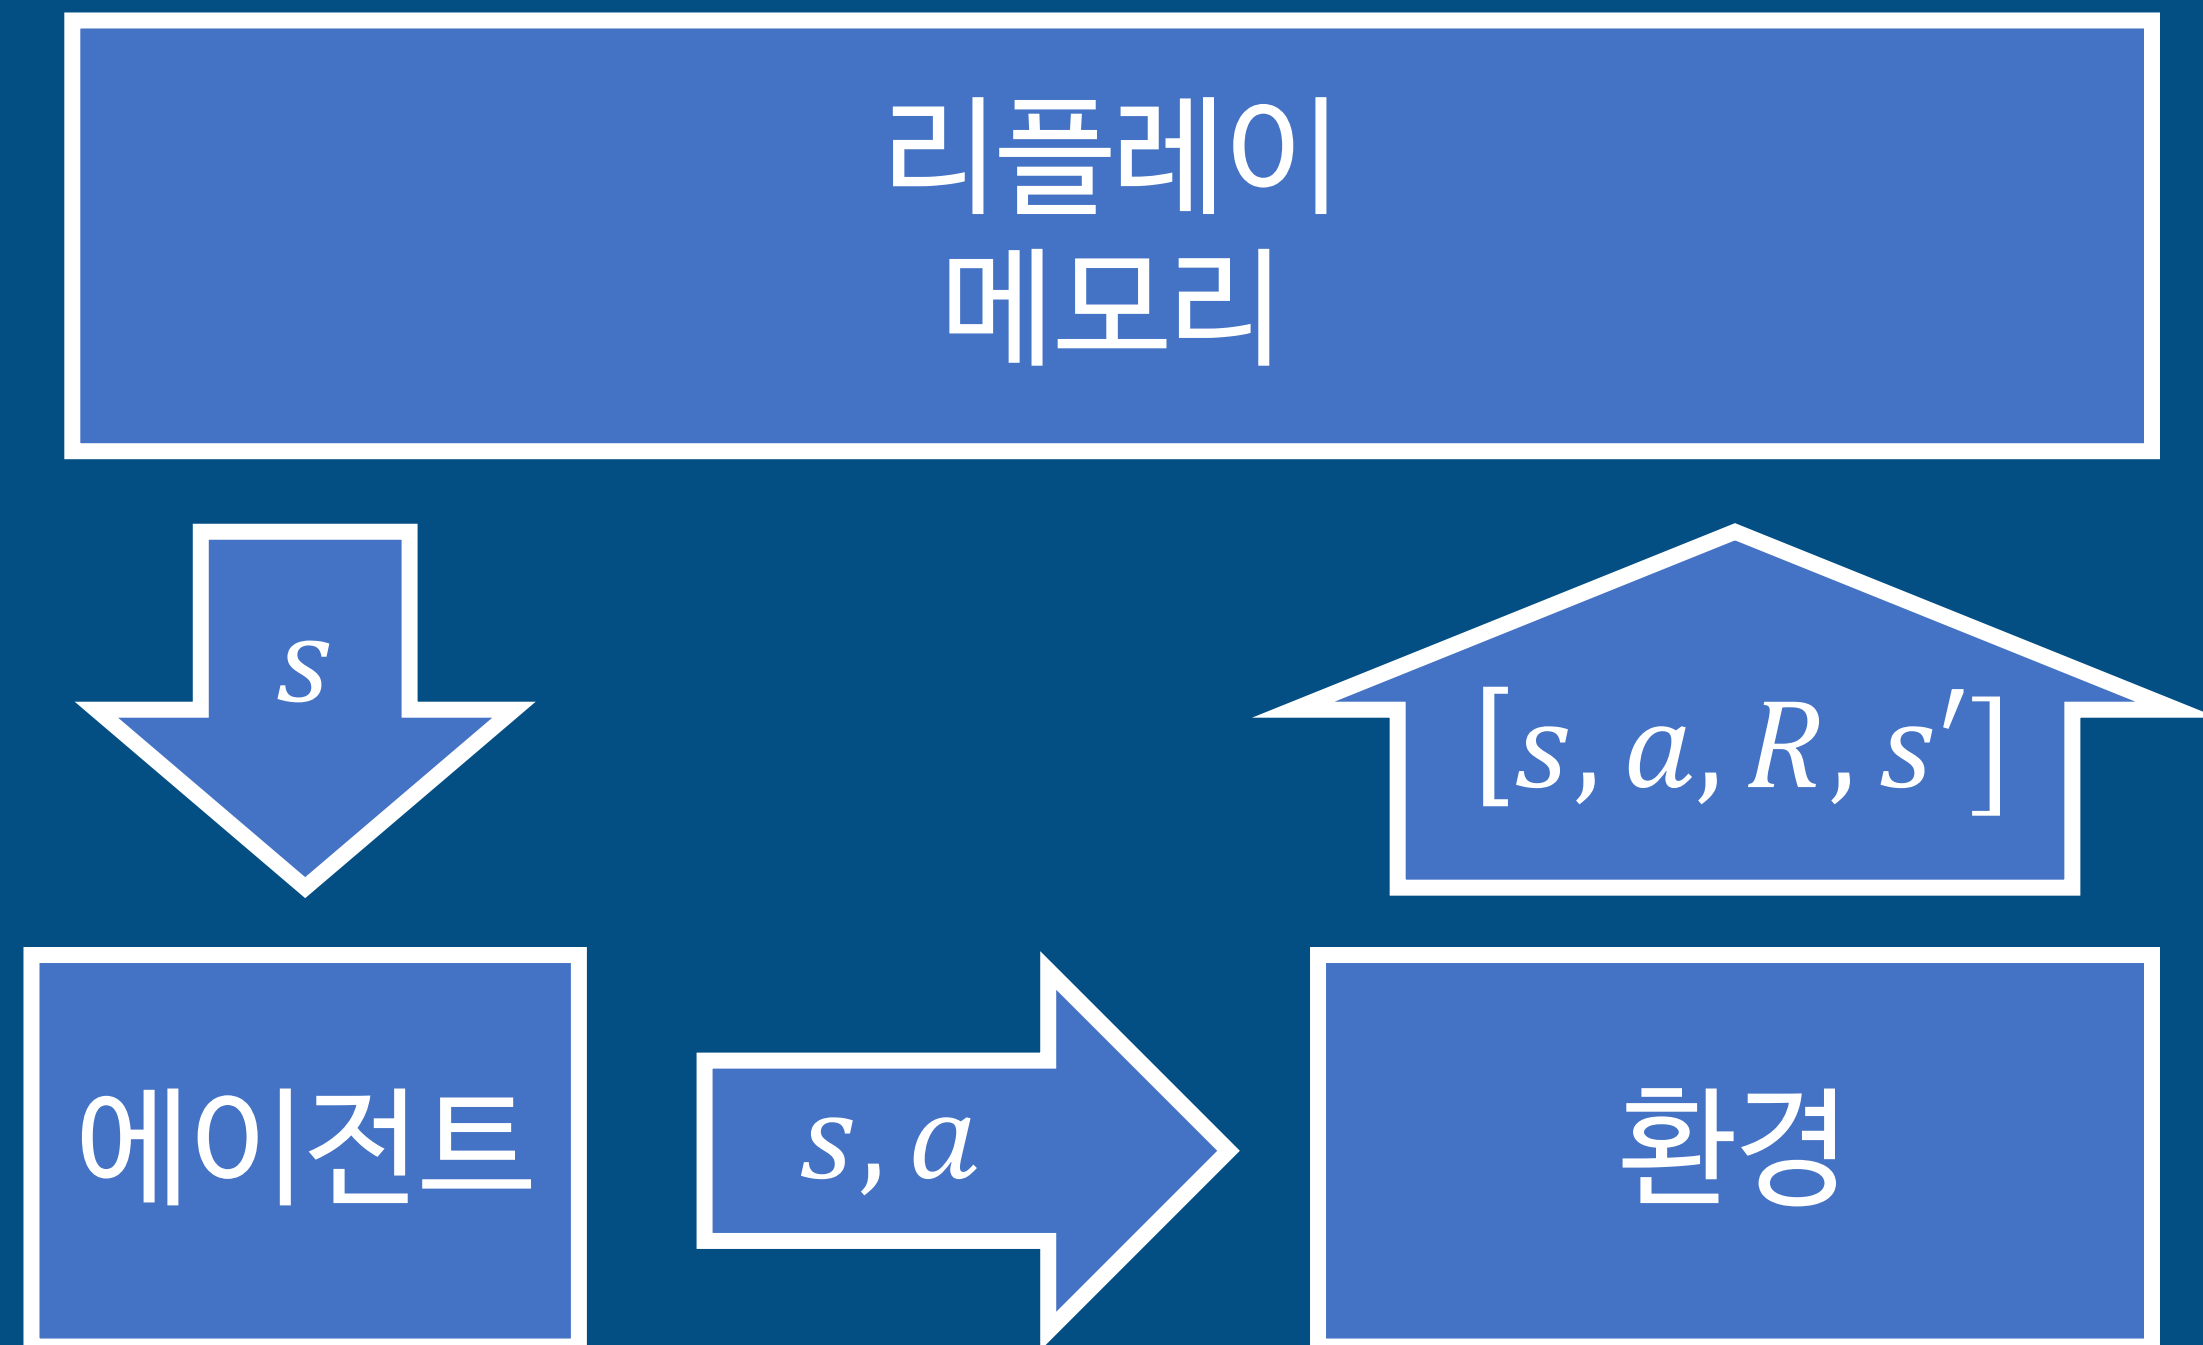 리플레이
메모리
s
[s, a, R, s′]
에이전트
s, a
환경